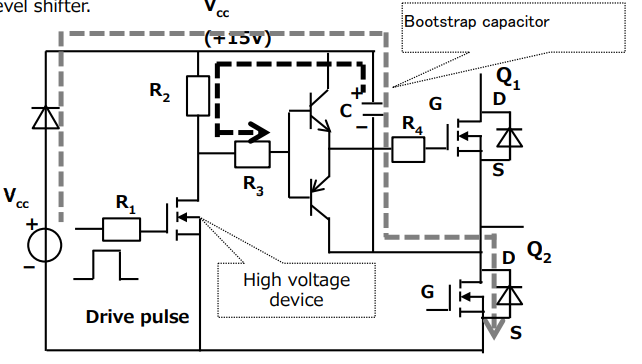 evel shifter.
Vcc
(+15V)
Bootstrap capacitor
Q1
R2
+
C
−
G
D
R4
S
R3
Vcc
+
−
R1
Q2
D
G
S
High voltage
device
Drive pulse